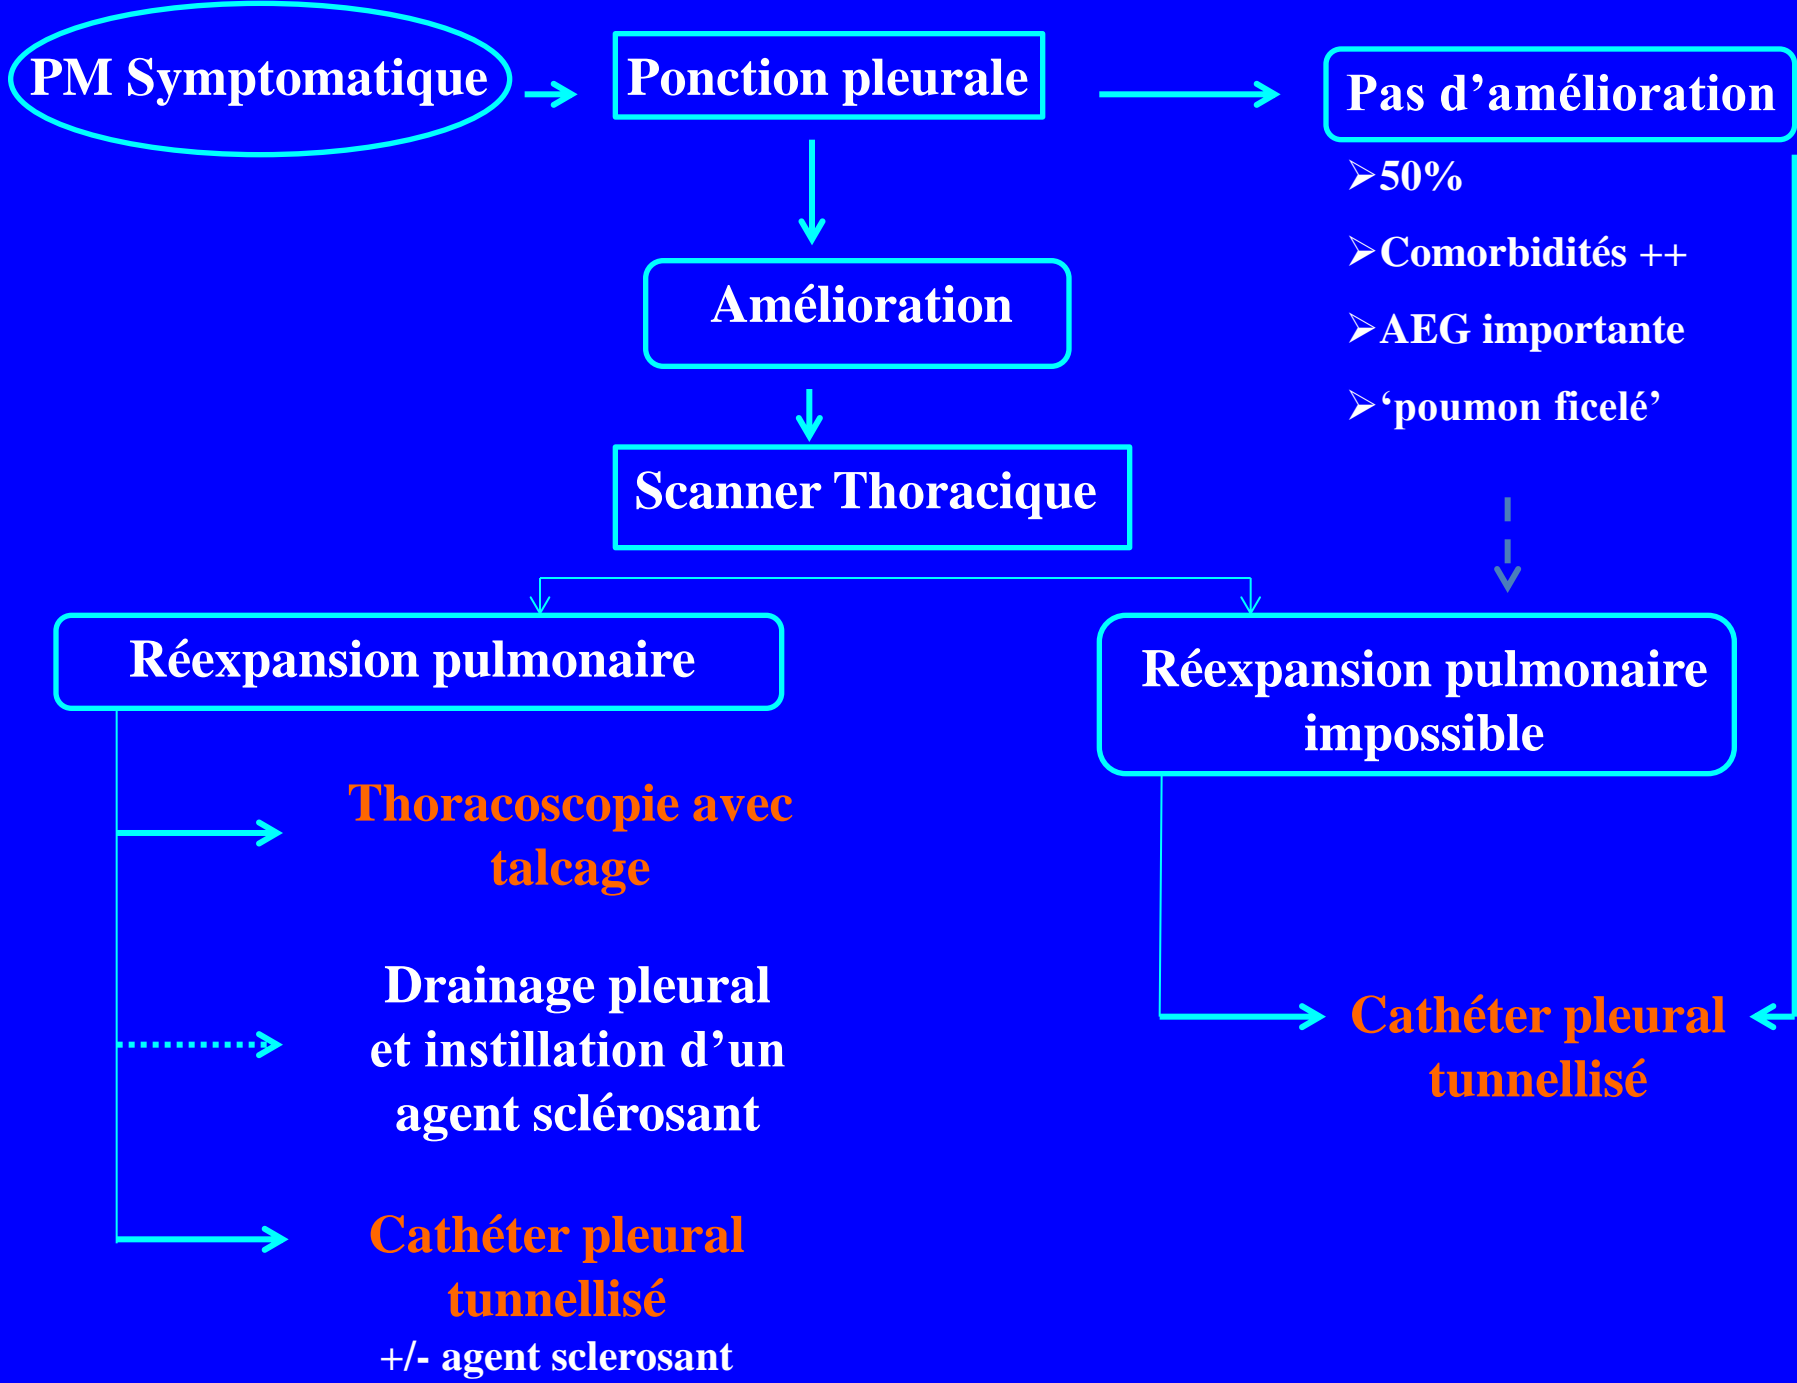 PM Symptomatique
Ponction pleurale
Pas d’amélioration
➢50%
➢Comorbidités ++
➢AEG importante
➢‘poumon ficelé’
Amélioration
Scanner Thoracique
Réexpansion pulmonaire
Réexpansion pulmonaire
impossible
Thoracoscopie avec
talcage
Drainage pleural
et instillation d’un
agent sclérosant
Cathéter pleural
tunnellisé
+/- agent sclerosant
Cathéter pleural
tunnellisé